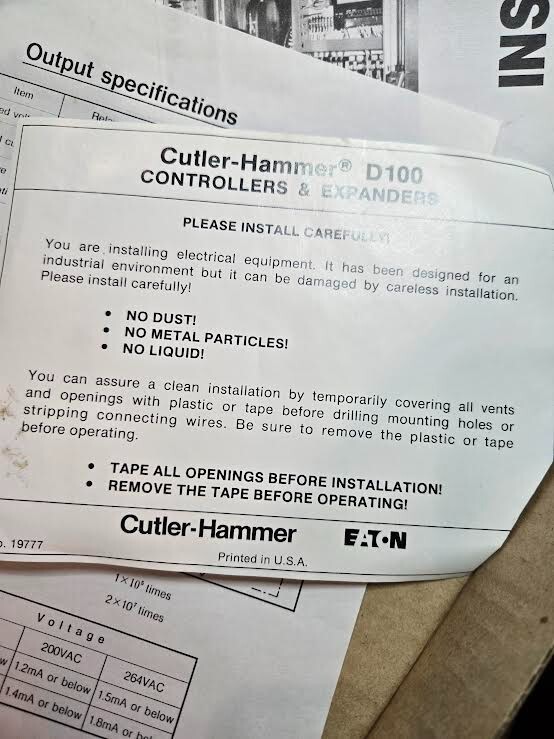 INS
Output specifications
Item
Cutler-Hammer® D100
CONTROLLERS & EXPANDERS
PLEASE INSTALL CAREFULLY!
You are installing electrical equipment. It has been designed for an
industrial environment but it can be damaged by careless installation.
Please install carefully!
• NO DUST!
• NO METAL PARTICLES!
• NO LIQUID!
You can assure a clean installation by temporarily covering all vents
and openings with plastic or tape before drilling mounting holes or
stripping connecting wires. Be sure to remove the plastic or tape
before operating.
• TAPE ALL OPENINGS BEFORE INSTALLATION!
• REMOVE THE TAPE BEFORE OPERATING!
Cutler-Hammer EATON
19777
Printed in U.S.A.
times
2×10⁷ times
Voltage
200VAC 264VAC
1.2mA or below 1.5mA or below
1.4mA or below 1.8mA or